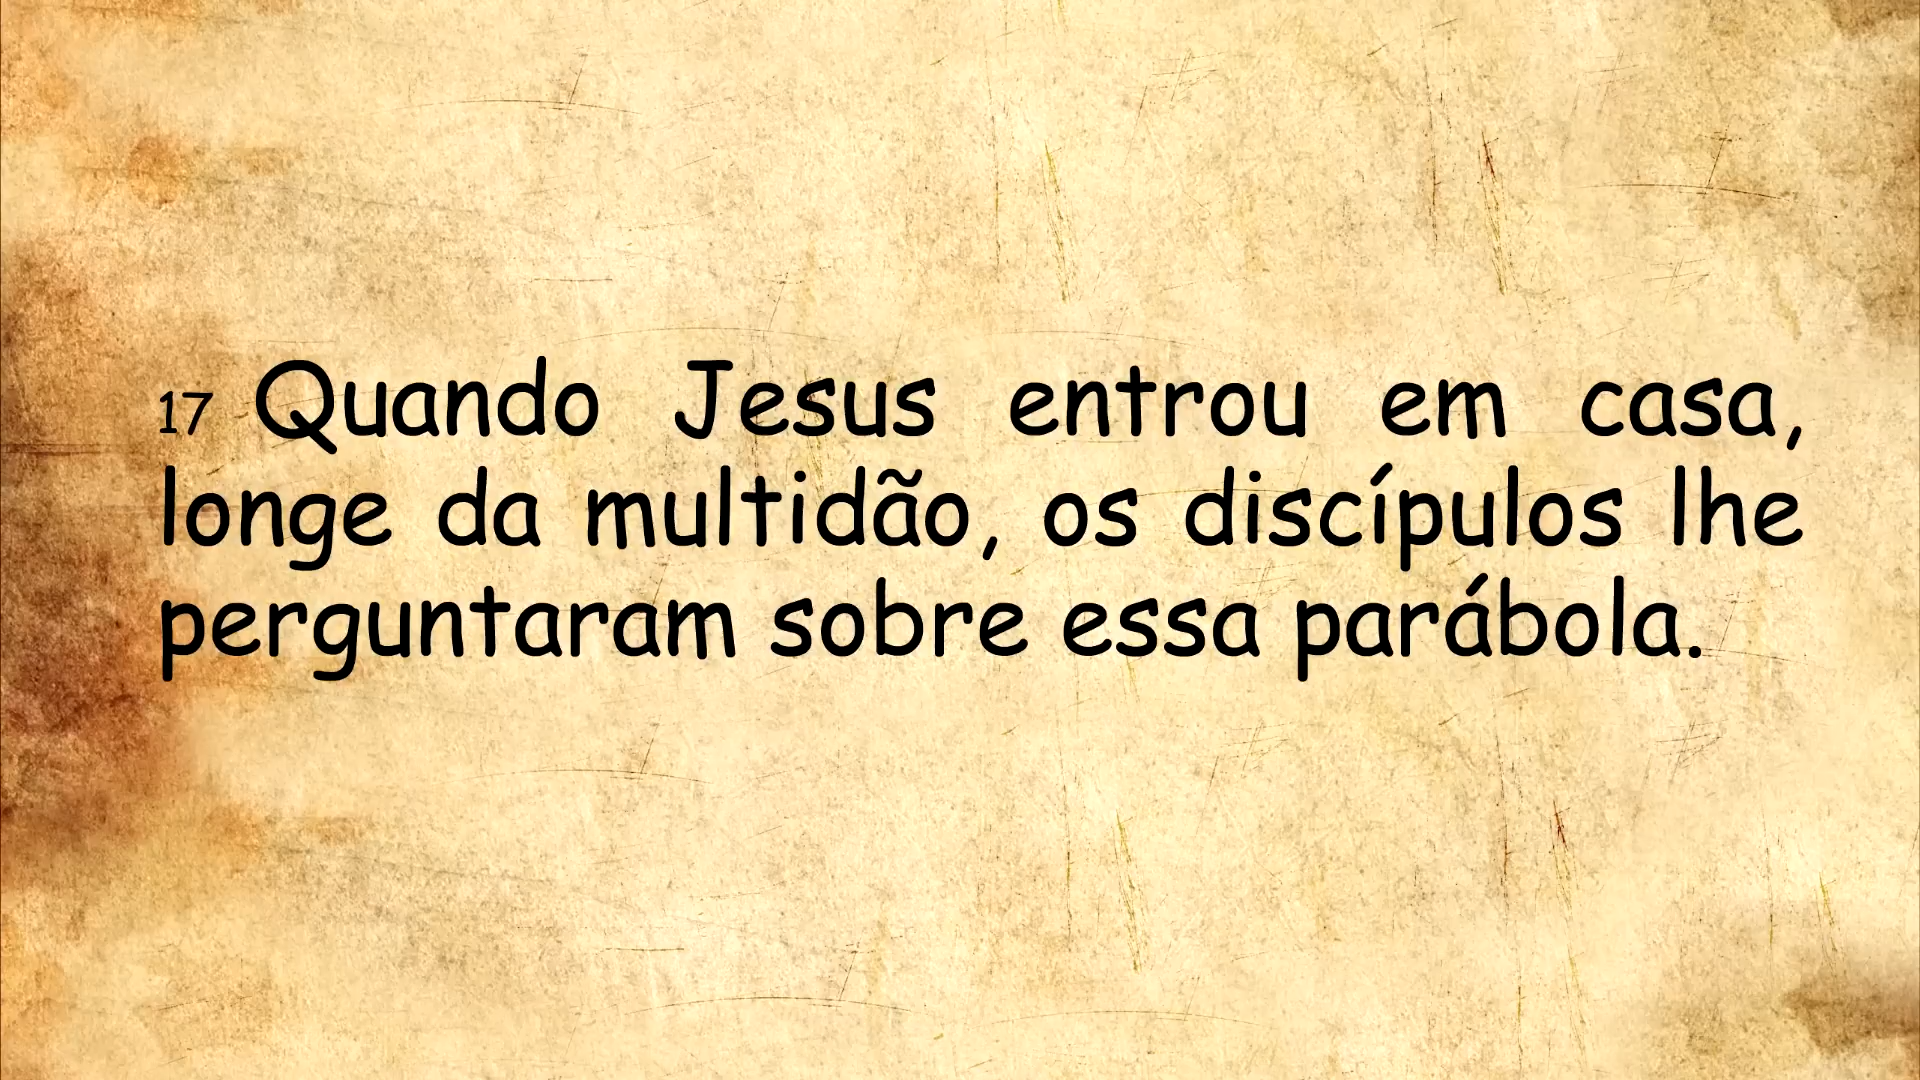 17 Quando Jesus entrou em casa,
longe da multidão, os discípulos lhe
perguntaram sobre essa parábola.